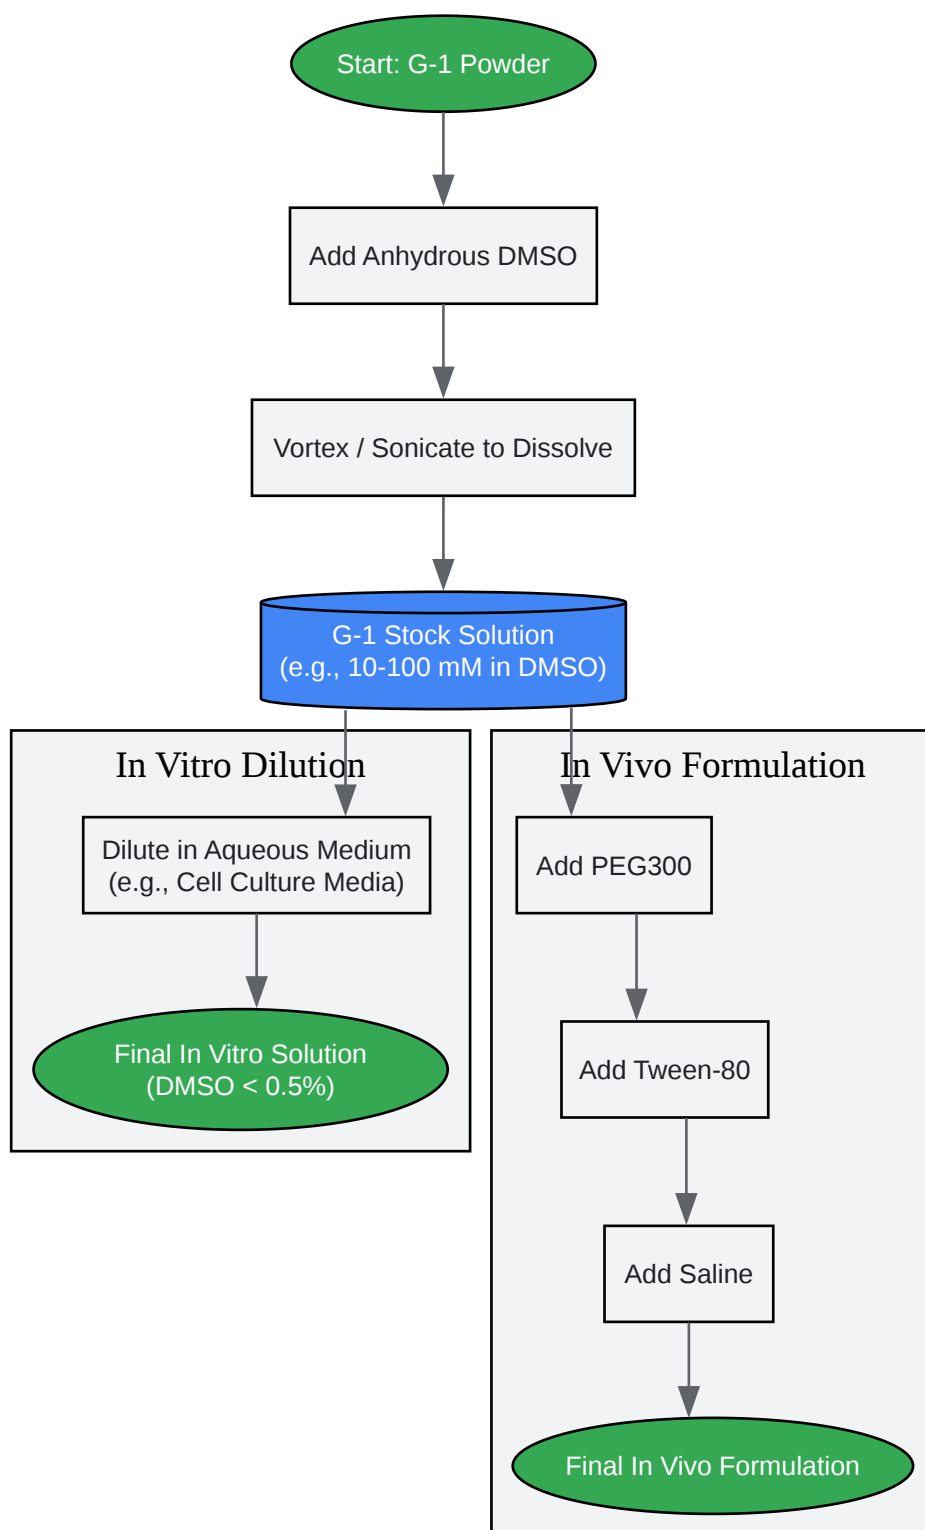 Start: G-1 Powder
Add Anhydrous DMSO
Vortex / Sonicate to Dissolve
G-1 Stock Solution
(e.g., 10-100 mM in DMSO)
In Vitro Dilution
Dilute in Aqueous Medium
(e.g., Cell Culture Media)
Final In Vitro Solution
(DMSO < 0.5%)
In Vivo Formulation
Add PEG300
Add Tween-80
Add Saline
Final In Vivo Formulation